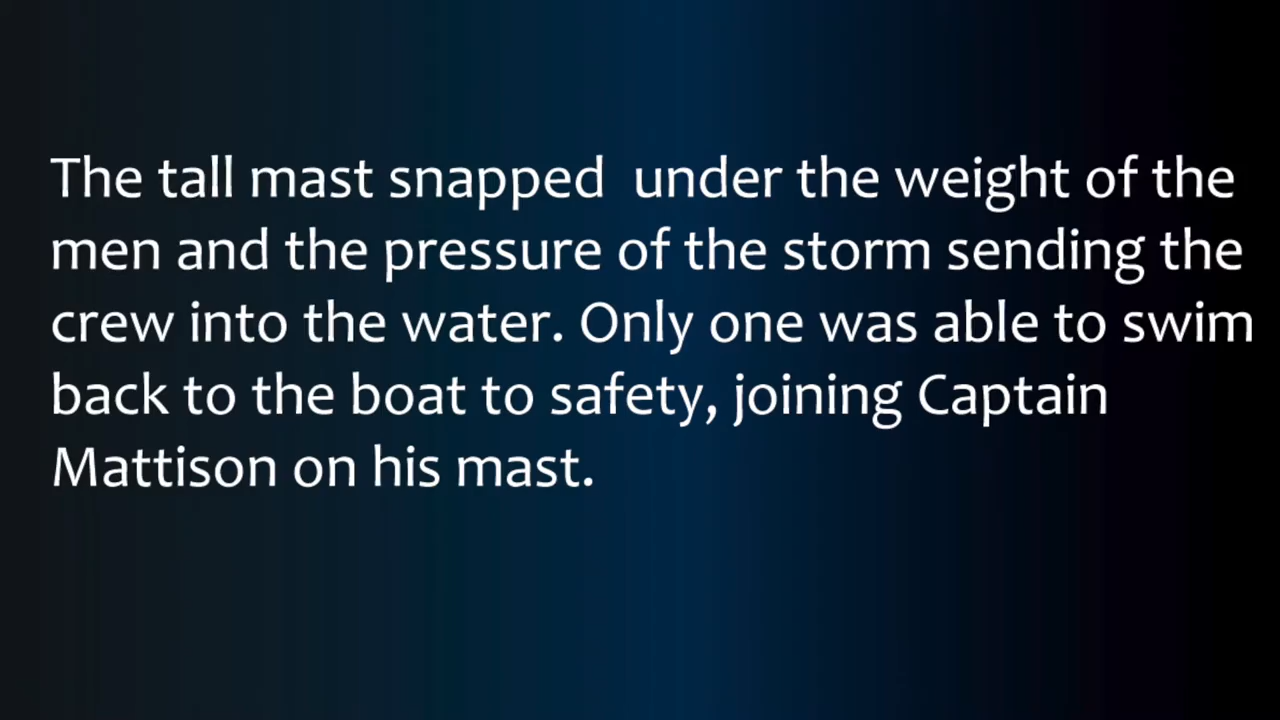 The tall mast snapped  under the weight of the
men and the pressure of the storm sending the
crew into the water. Only one was able to swim
back to the boat to safety, joining Captain
Mattison on his mast.